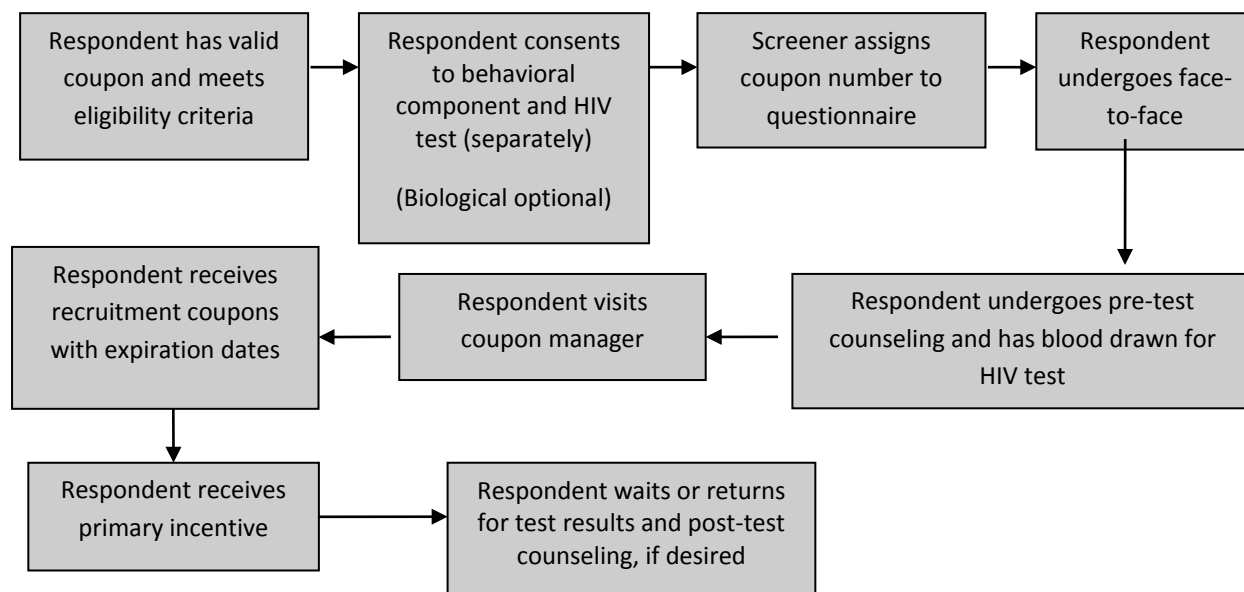 Respondent has valid
coupon and meets
eligibility criteria
Respondent consents
to behavioral
component and HIV
test (separately)
(Biological optional)
Screener assigns
coupon number to
questionnaire
Respondent
undergoes face-
to-face
Respondent undergoes pre-test
counseling and has blood drawn for
HIV test
Respondent visits
coupon manager
Respondent receives
recruitment coupons
with expiration dates
Respondent receives
primary incentive
Respondent waits or returns
for test results and post-test
counseling, if desired